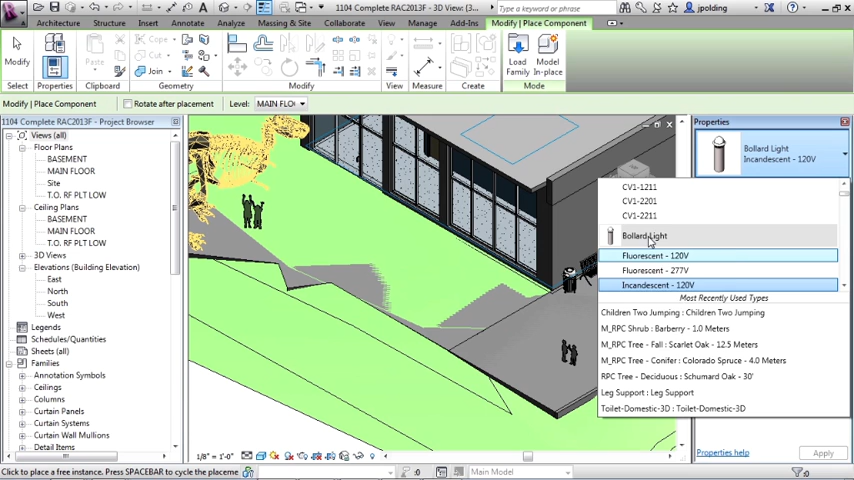 1104 Complete RAC2013F - 3D View: {3...
Type a keyword or phrase
jpolding
Architecture
Structure
Systems
Insert
Annotate
Analyze
Massing & Site
Collaborate
View
Manage
Add-Ins
Modify | Place Component
Modify
Properties
Cope
Cut
Join
Load
Family
Model
In-place
Select
Properties
Clipboard
Geometry
Modify
View
Measure
Create
Mode
Modify | Place Component
Rotate after placement
Level:
MAIN FLO
1104 Complete RAC2013F - Project Browser
Views (all)
Floor Plans
BASEMENT
MAIN FLOOR
Site
T.O. RF PLT LOW
Ceiling Plans
BASEMENT
MAIN FLOOR
T.O. RF PLT LOW
3D Views
Elevations (Building Elevation)
East
North
South
West
Legends
Schedules/Quantities
Sheets (all)
Families
Annotation Symbols
Ceilings
Columns
Curtain Panels
Curtain Systems
Curtain Wall Mullions
Detail Items
Properties
Bollard Light
Incandescent - 120V
CV1-1211
CV1-2201
CV1-2211
Bollard Light
Fluorescent - 120V
Fluorescent - 277V
Incandescent - 120V
Most Recently Used Types
Children Two Jumping : Children Two Jumping
M_RPC Shrub : Barberry - 1.0 Meters
M_RPC Tree - Fall : Scarlet Oak - 12.5 Meters
M_RPC Tree - Conifer : Colorado Spruce - 4.0 Meters
RPC Tree - Deciduous : Schumard Oak - 30'
Leg Support : Leg Support
Toilet-Domestic-3D : Toilet-Domestic-3D
Properties help
Apply
1/8" = 1'-0"
Click to place a free instance. Press SPACEBAR to cycle the placeme
:0
Main Model
:0